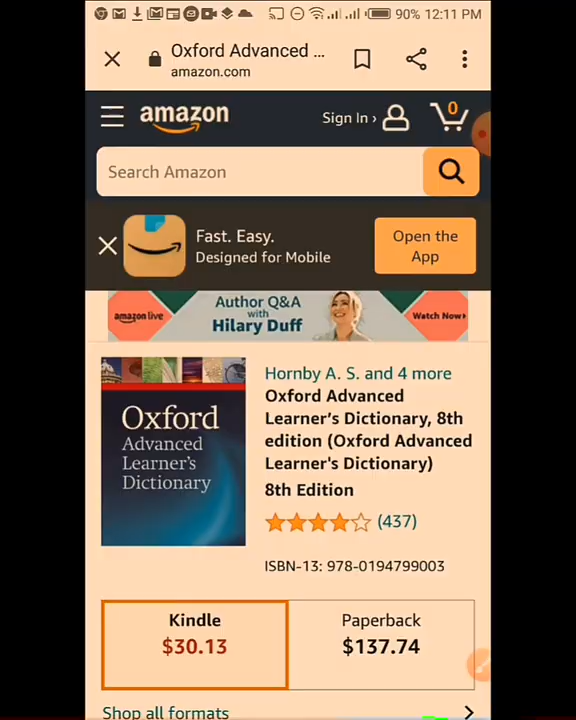 90% 12:11 PM
Oxford Advanced ...
amazon.com
amazon
Sign In ›
0
Search Amazon
Fast. Easy.
Designed for Mobile
Open the
App
amazon live
Author Q&A
with
Hilary Duff
Watch Now
Oxford
Advanced
Learner's
Dictionary
Hornby A. S. and 4 more
Oxford Advanced
Learner's Dictionary, 8th
edition (Oxford Advanced
Learner's Dictionary)
8th Edition
(437)
ISBN-13: 978-0194799003
Kindle
$30.13
Paperback
$137.74
Shop all formats